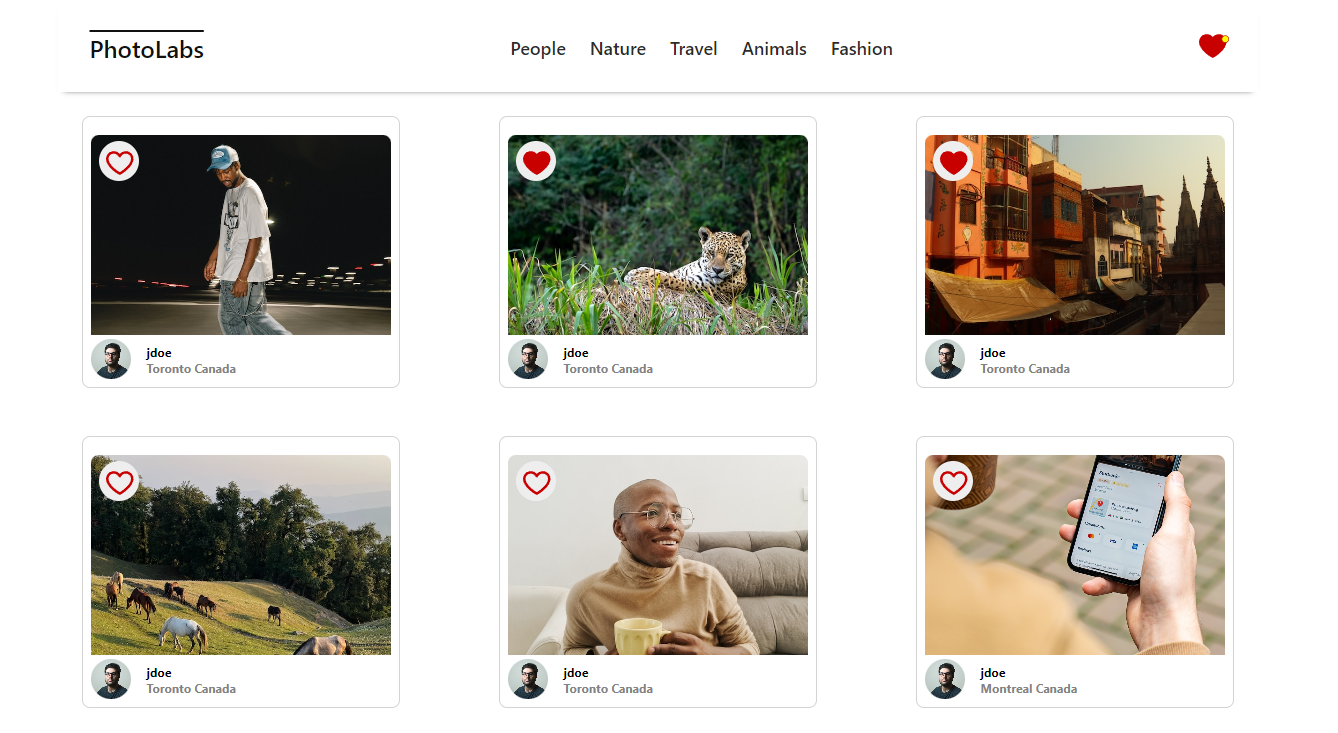 PhotoLabs
People Nature Travel Animals Fashion
jdoe
Toronto Canada
jdoe
Toronto Canada
jdoe
Toronto Canada
jdoe
Toronto Canada
jdoe
Toronto Canada
jdoe
Montreal Canada